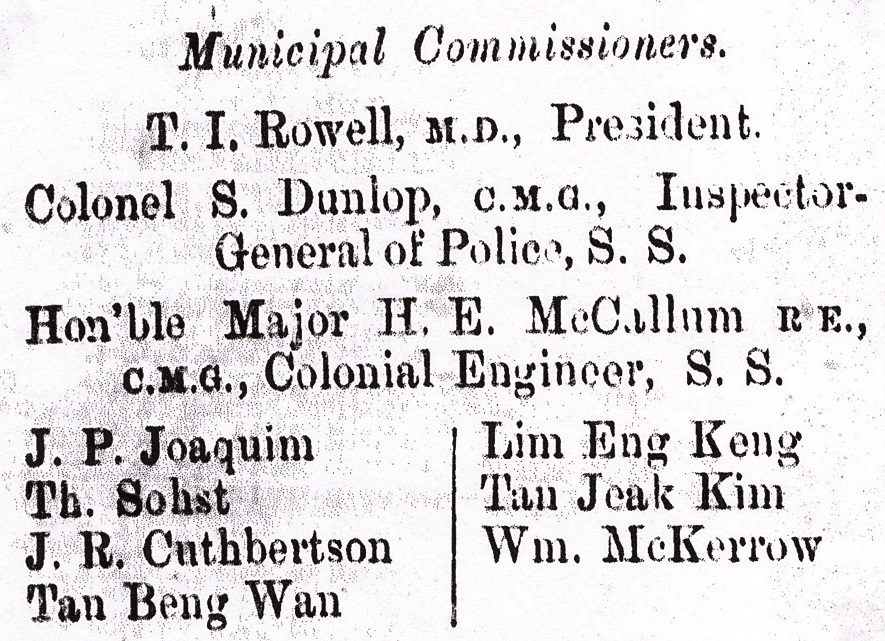 Municipal Commissioners.
T. I. Rowell, M.D., President.
Colonel S. Dunlop, C.M.G., Inspector-
General of Police, S. S.
Hon'ble Major H. E. McCallum R E.,
C.M.G., Colonial Engineer, S. S.
J. P. Joaquim
Th. Sohst
J. R. Cuthbertson
Tan Beng Wan
Lim Eng Keng
Tan Jeak Kim
Wm. McKerrow